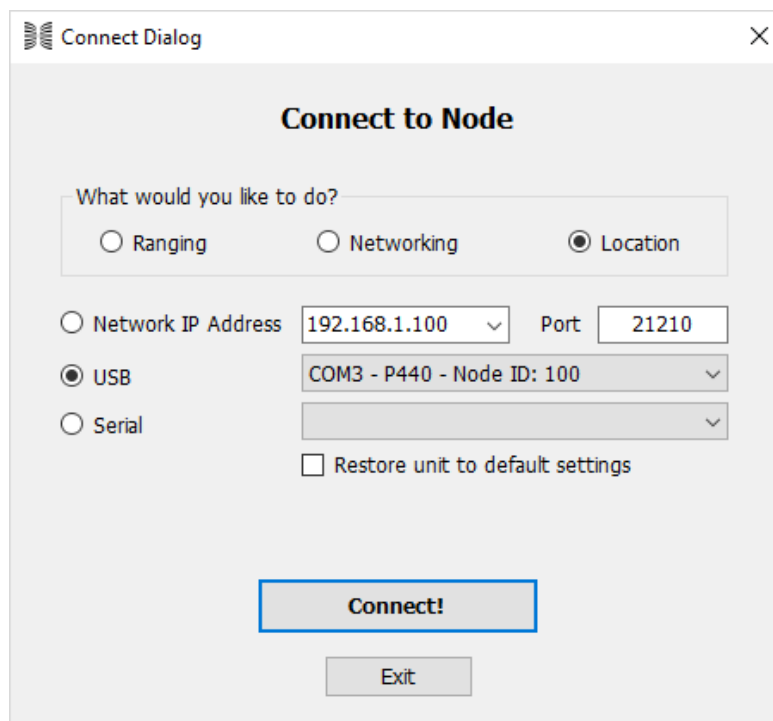 Connect Dialog
Connect to Node
What would you like to do?
Ranging Networking Location
Network IP Address 192.168.1.100 Port 21210
USB COM3 - P440 - Node ID: 100
Serial
Restore unit to default settings
Connect!
Exit